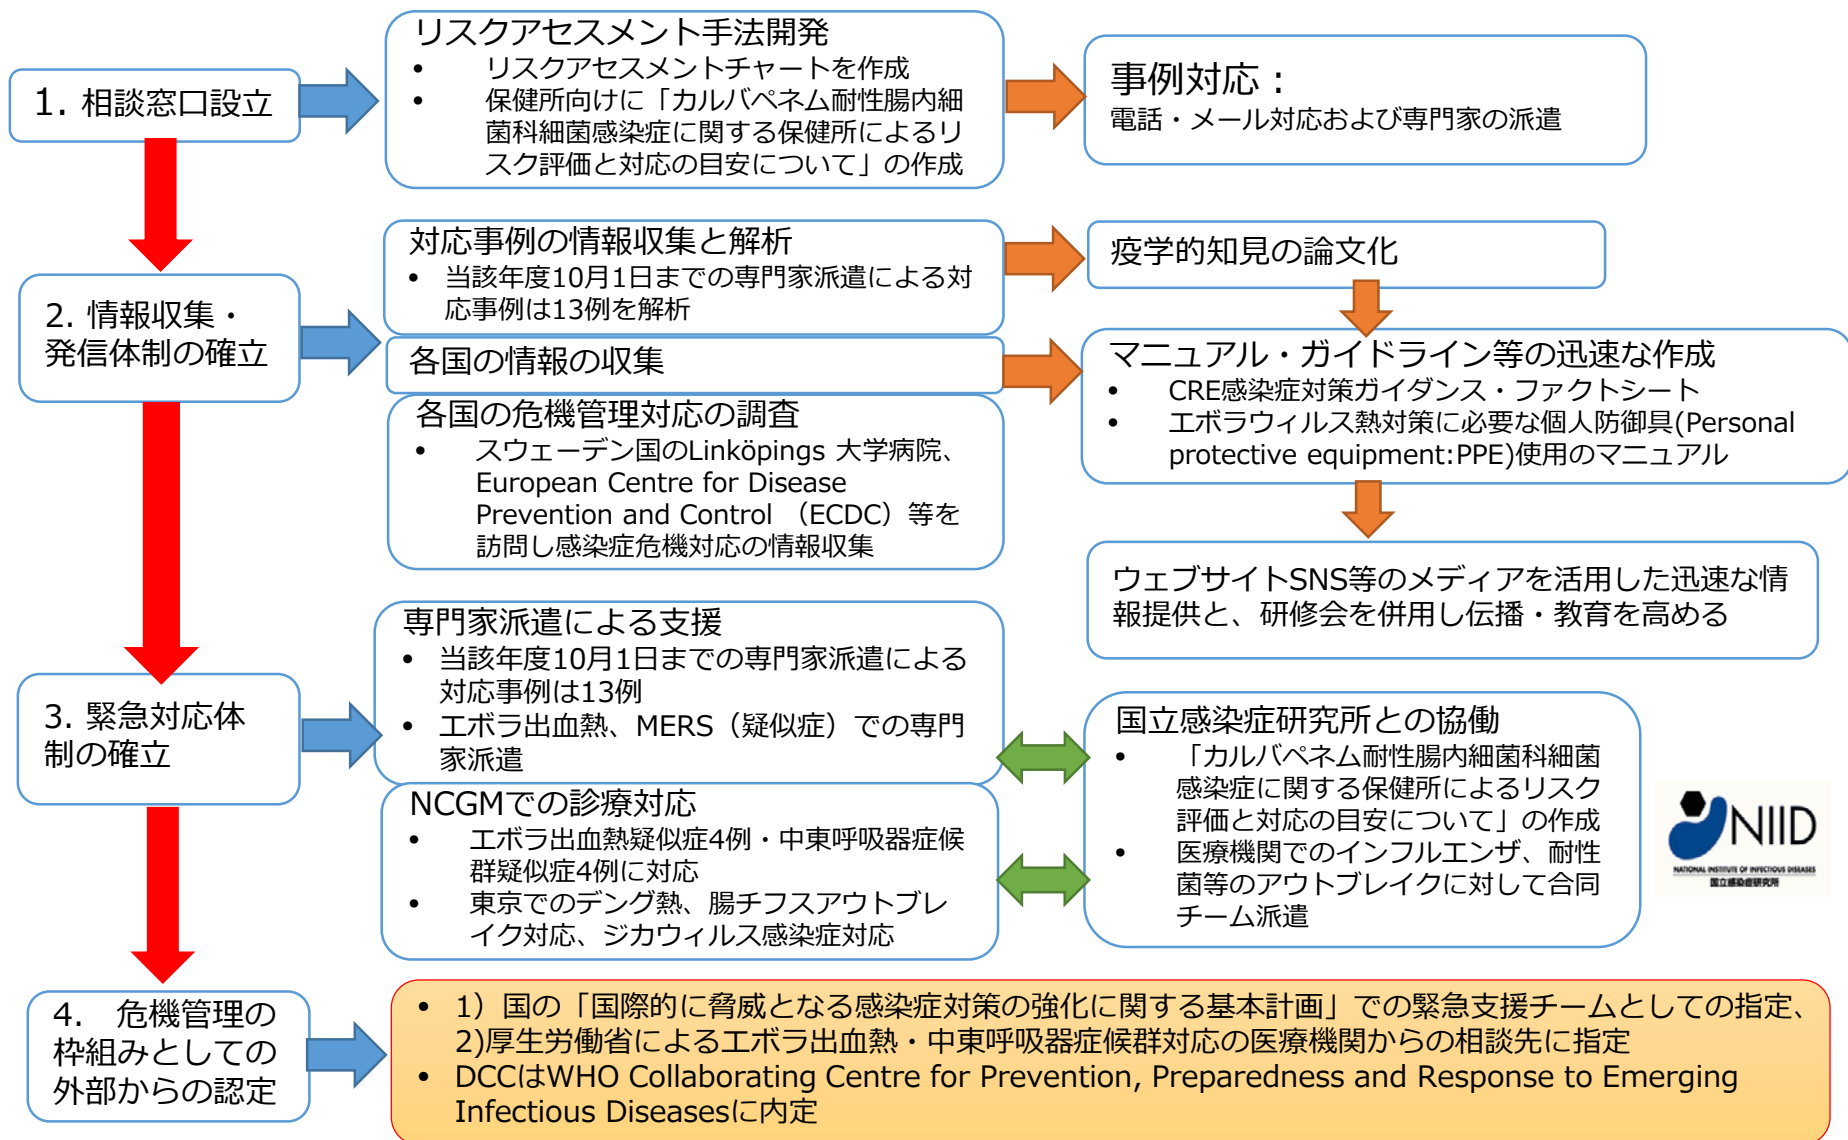 1. 相談窓口設立
リスクアセスメント手法開発
• リスクアセスメントチャートを作成
• 保健所向けに「カルバペネム耐性腸内細
菌科細菌感染症に関する保健所によるリ
スク評価と対応の目安について」の作成
事例対応：
電話・メール対応および専門家の派遣
2. 情報収集・
発信体制の確立
対応事例の情報収集と解析
• 当該年度10月1日までの専門家派遣による対
応事例は13例を解析
各国の情報の収集
各国の危機管理対応の調査
• スウェーデン国のLinköpings 大学病院、
European Centre for Disease
Prevention and Control （ECDC）等を
訪問し感染症危機対応の情報収集
疫学的知見の論文化
マニュアル・ガイドライン等の迅速な作成
• CRE感染症対策ガイダンス・ファクトシート
• エボラウィルス熱対策に必要な個人防御具(Personal
protective equipment:PPE)使用のマニュアル
ウェブサイトSNS等のメディアを活用した迅速な情
報提供と、研修会を併用し伝播・教育を高める
3. 緊急対応体
制の確立
専門家派遣による支援
• 当該年度10月1日までの専門家派遣による
対応事例は13例
• エボラ出血熱、MERS（疑似症）での専門
家派遣
NCGMでの診療対応
• エボラ出血熱疑似症4例・中東呼吸器症候
群疑似症4例に対応
• 東京でのデング熱、腸チフスアウトブレ
イク対応、ジカウィルス感染症対応
国立感染症研究所との協働
• 「カルバペネム耐性腸内細菌科細菌
感染症に関する保健所によるリスク
評価と対応の目安について」の作成
• 医療機関でのインフルエンザ、耐性
菌等のアウトブレイクに対して合同
チーム派遣
NIID
NATIONAL INSTITUTE OF INFECTIOUS DISEASES
国立感染症研究所
4. 危機管理の
枠組みとしての
外部からの認定
• 1）国の「国際的に脅威となる感染症対策の強化に関する基本計画」での緊急支援チームとしての指定、
2)厚生労働省によるエボラ出血熱・中東呼吸器症候群対応の医療機関からの相談先に指定
• DCCはWHO Collaborating Centre for Prevention, Preparedness and Response to Emerging
Infectious Diseasesに内定